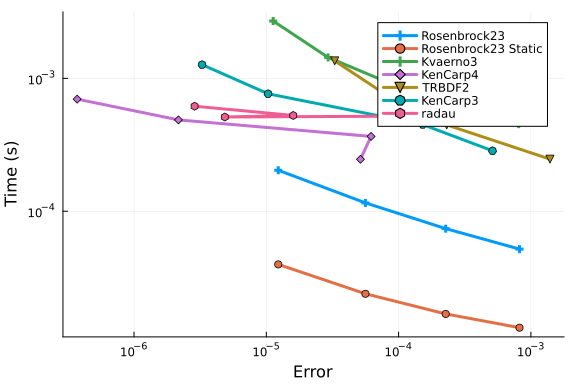 Rosenbrock23
Rosenbrock23 Static
Kvaerno3
KenCarp4
TRBDF2
KenCarp3
radau
10⁻³
10⁻⁴
Time (s)
10⁻⁶ 10⁻⁵ 10⁻⁴ 10⁻³
Error